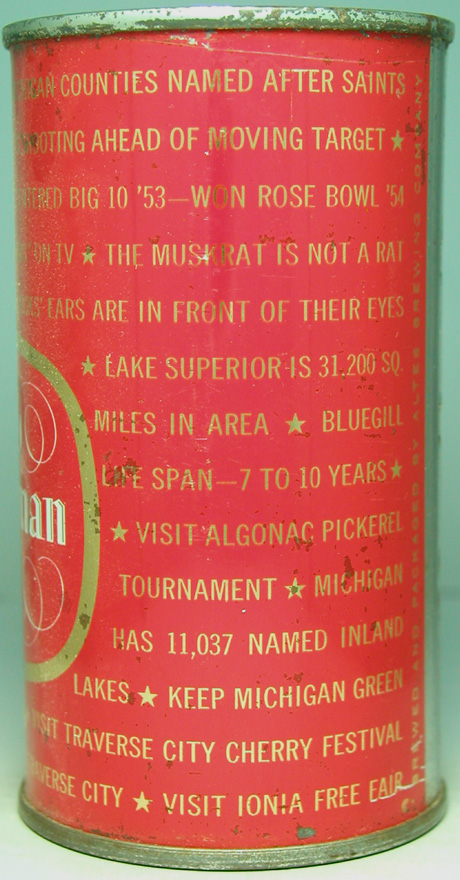 COUNTIES NAMED AFTER SAINTS
AHEAD OF MOVING TARGET ★
BIG 10 '53—WON ROSE BOWL '54
ON TV ★ THE MUSKRAT IS NOT A RAT
EARS ARE IN FRONT OF THEIR EYES
★ LAKE SUPERIOR IS 31,200 SQ.
MILES IN AREA ★ BLUEGILL
LIFE SPAN—7 TO 10 YEARS ★
★ VISIT ALGONAC PICKEREL
TOURNAMENT ★ MICHIGAN
HAS 11,037 NAMED INLAND
LAKES ★ KEEP MICHIGAN GREEN
VISIT TRAVERSE CITY CHERRY FESTIVAL
TRAVERSE CITY ★ VISIT IONIA FREE FAIR
BREWED AND PACKAGED BY ALTES BREWING COMPANY